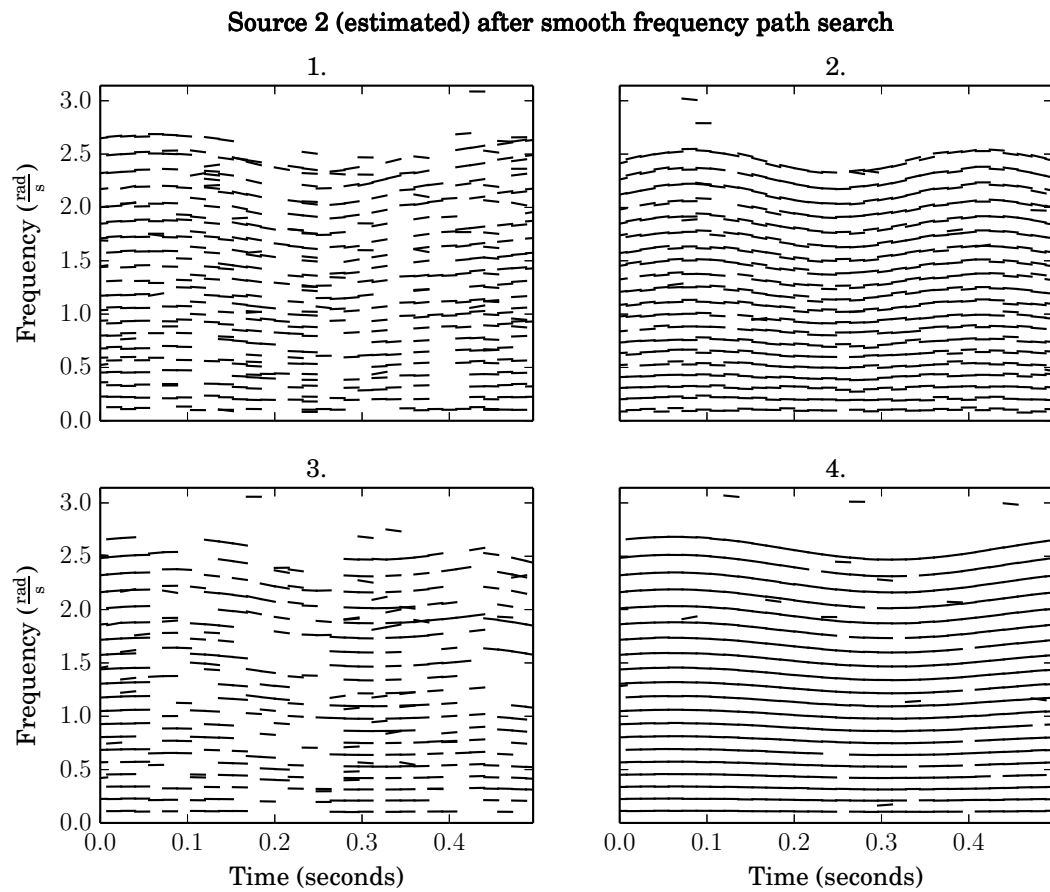 Source 2 (estimated) after smooth frequency path search
1.
2.
3.0
2.5
2.0
1.5
1.0
0.5
0.0
Frequency (rad/s)
3.
4.
3.0
2.5
2.0
1.5
1.0
0.5
0.0
Frequency (rad/s)
0.0 0.1 0.2 0.3 0.4
0.0 0.1 0.2 0.3 0.4
Time (seconds)
Time (seconds)